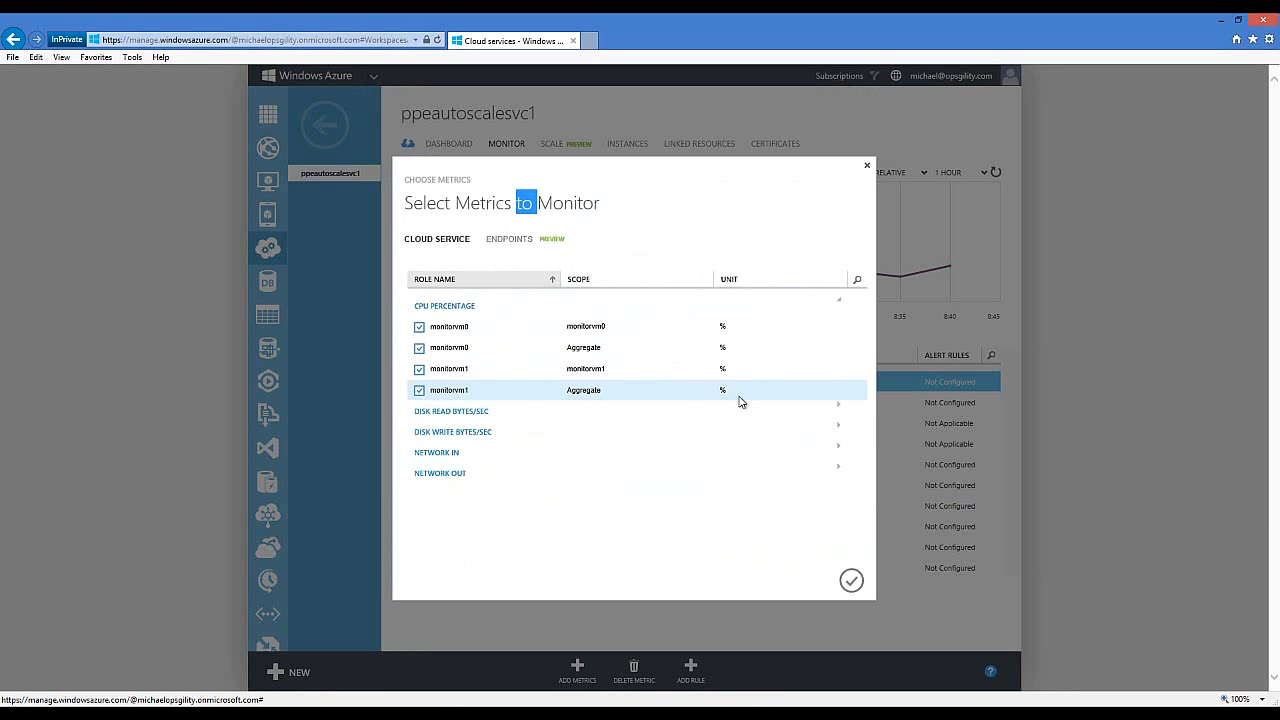 InPrivate
https://manage.windowsazure.com/@michaelopsgility.onmicrosoft.com#Workspaces
Cloud services - Windows ...
File Edit View Favorites Tools Help
Windows Azure
Subscriptions
michael@opsgility.com
ppeautoscalesvc1
ppeautoscalesvc1
DASHBOARD MONITOR SCALE PREVIEW INSTANCES LINKED RESOURCES CERTIFICATES
RELATIVE 1 HOUR
CHOOSE METRICS
Select Metrics to Monitor
CLOUD SERVICE ENDPOINTS PREVIEW
ROLE NAME SCOPE UNIT
CPU PERCENTAGE
monitorvm0 monitorvm0 %
monitorvm0 Aggregate %
monitorvm1 monitorvm1 %
monitorvm1 Aggregate %
DISK READ BYTES/SEC
DISK WRITE BYTES/SEC
NETWORK IN
NETWORK OUT
8:35 8:40 8:45
ALERT RULES
Not Configured
Not Configured
Not Applicable
Not Applicable
Not Configured
Not Configured
Not Configured
Not Configured
Not Configured
Not Configured
DB
NEW
ADD METRICS DELETE METRIC ADD RULE
?
https://manage.windowsazure.com/@michaelopsgility.onmicrosoft.com#
100%